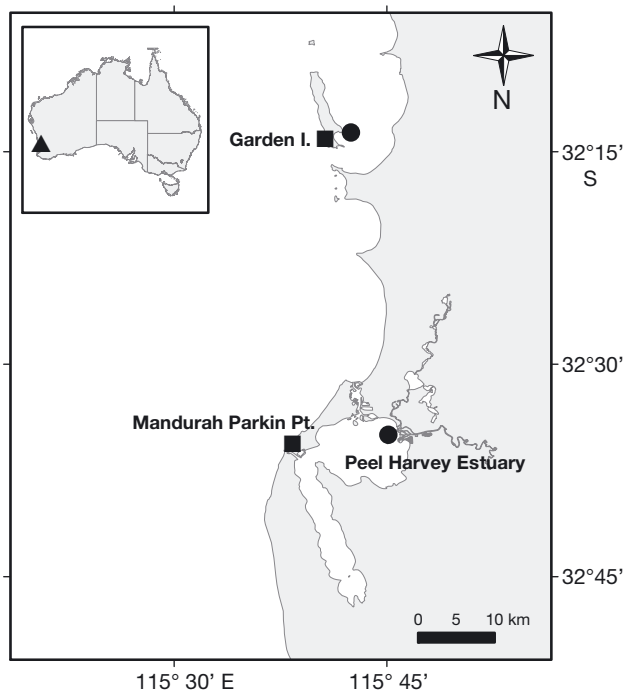 N
Garden I.
32°15'
S
32°30'
Mandurah Parkin Pt.
Peel Harvey Estuary
32°45'
0 5 10 km
115° 30' E 115° 45'